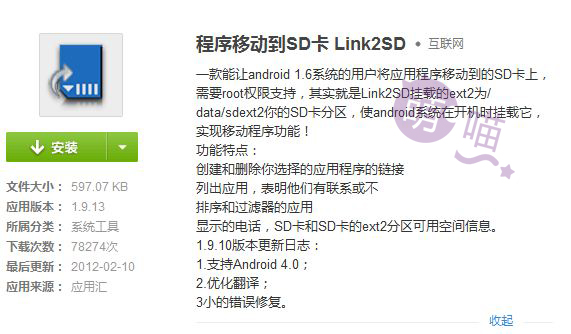 程序移动到SD卡 Link2SD • 互联网
一款能让android 1.6系统的用户将应用程序移动到的SD卡上，
需要root权限支持，其实就是Link2SD挂载的ext2为/
data/sdext2你的SD卡分区，使android系统在开机时挂载它，
实现移动程序功能！
功能特点：
创建和删除你选择的应用程序的链接
列出应用，表明他们有联系或不
排序和过滤器的应用
显示的电话，SD卡和SD卡的ext2分区可用空间信息。
1.9.10版本更新日志：
1.支持Android 4.0；
2.优化翻译；
3小的错误修复。
收起
安装
文件大小： 597.07 KB
应用版本： 1.9.13
所属分类： 系统工具
下载次数： 78274次
最后更新： 2012-02-10
应用来源： 应用汇
萌
喵